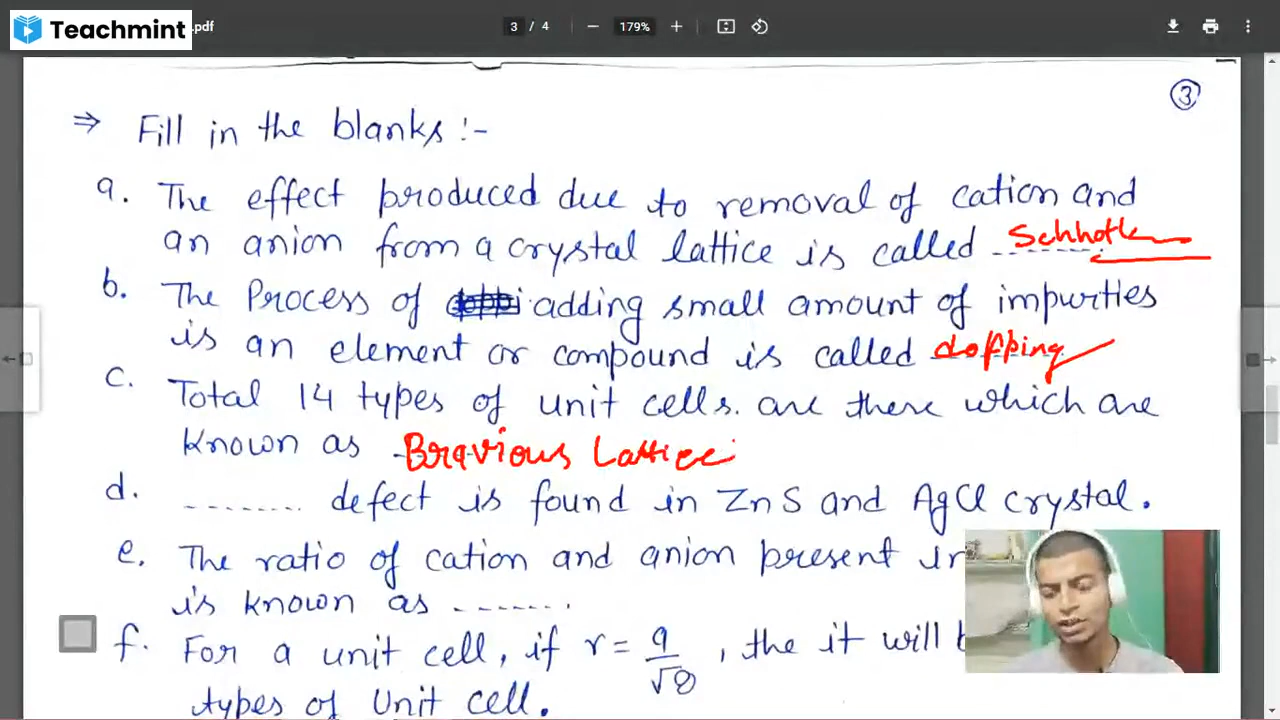 Teachmint
.pdf
3 / 4
179%
3
⇒ Fill in the blanks :-
a. The effect produced due to removal of cation and
an anion from a crystal lattice is called Schhotke
b. The Process of adding small amount of impurties
is an element or compound is called dofping
c. Total 14 types of unit cells. are there which are
known as Bravious Lattice
d. ........ defect is found in ZnS and AgCl crystal.
e. The ratio of cation and anion present in
is known as .......
f. For a unit cell, if r = a/√8, the it will b
types of Unit cell.